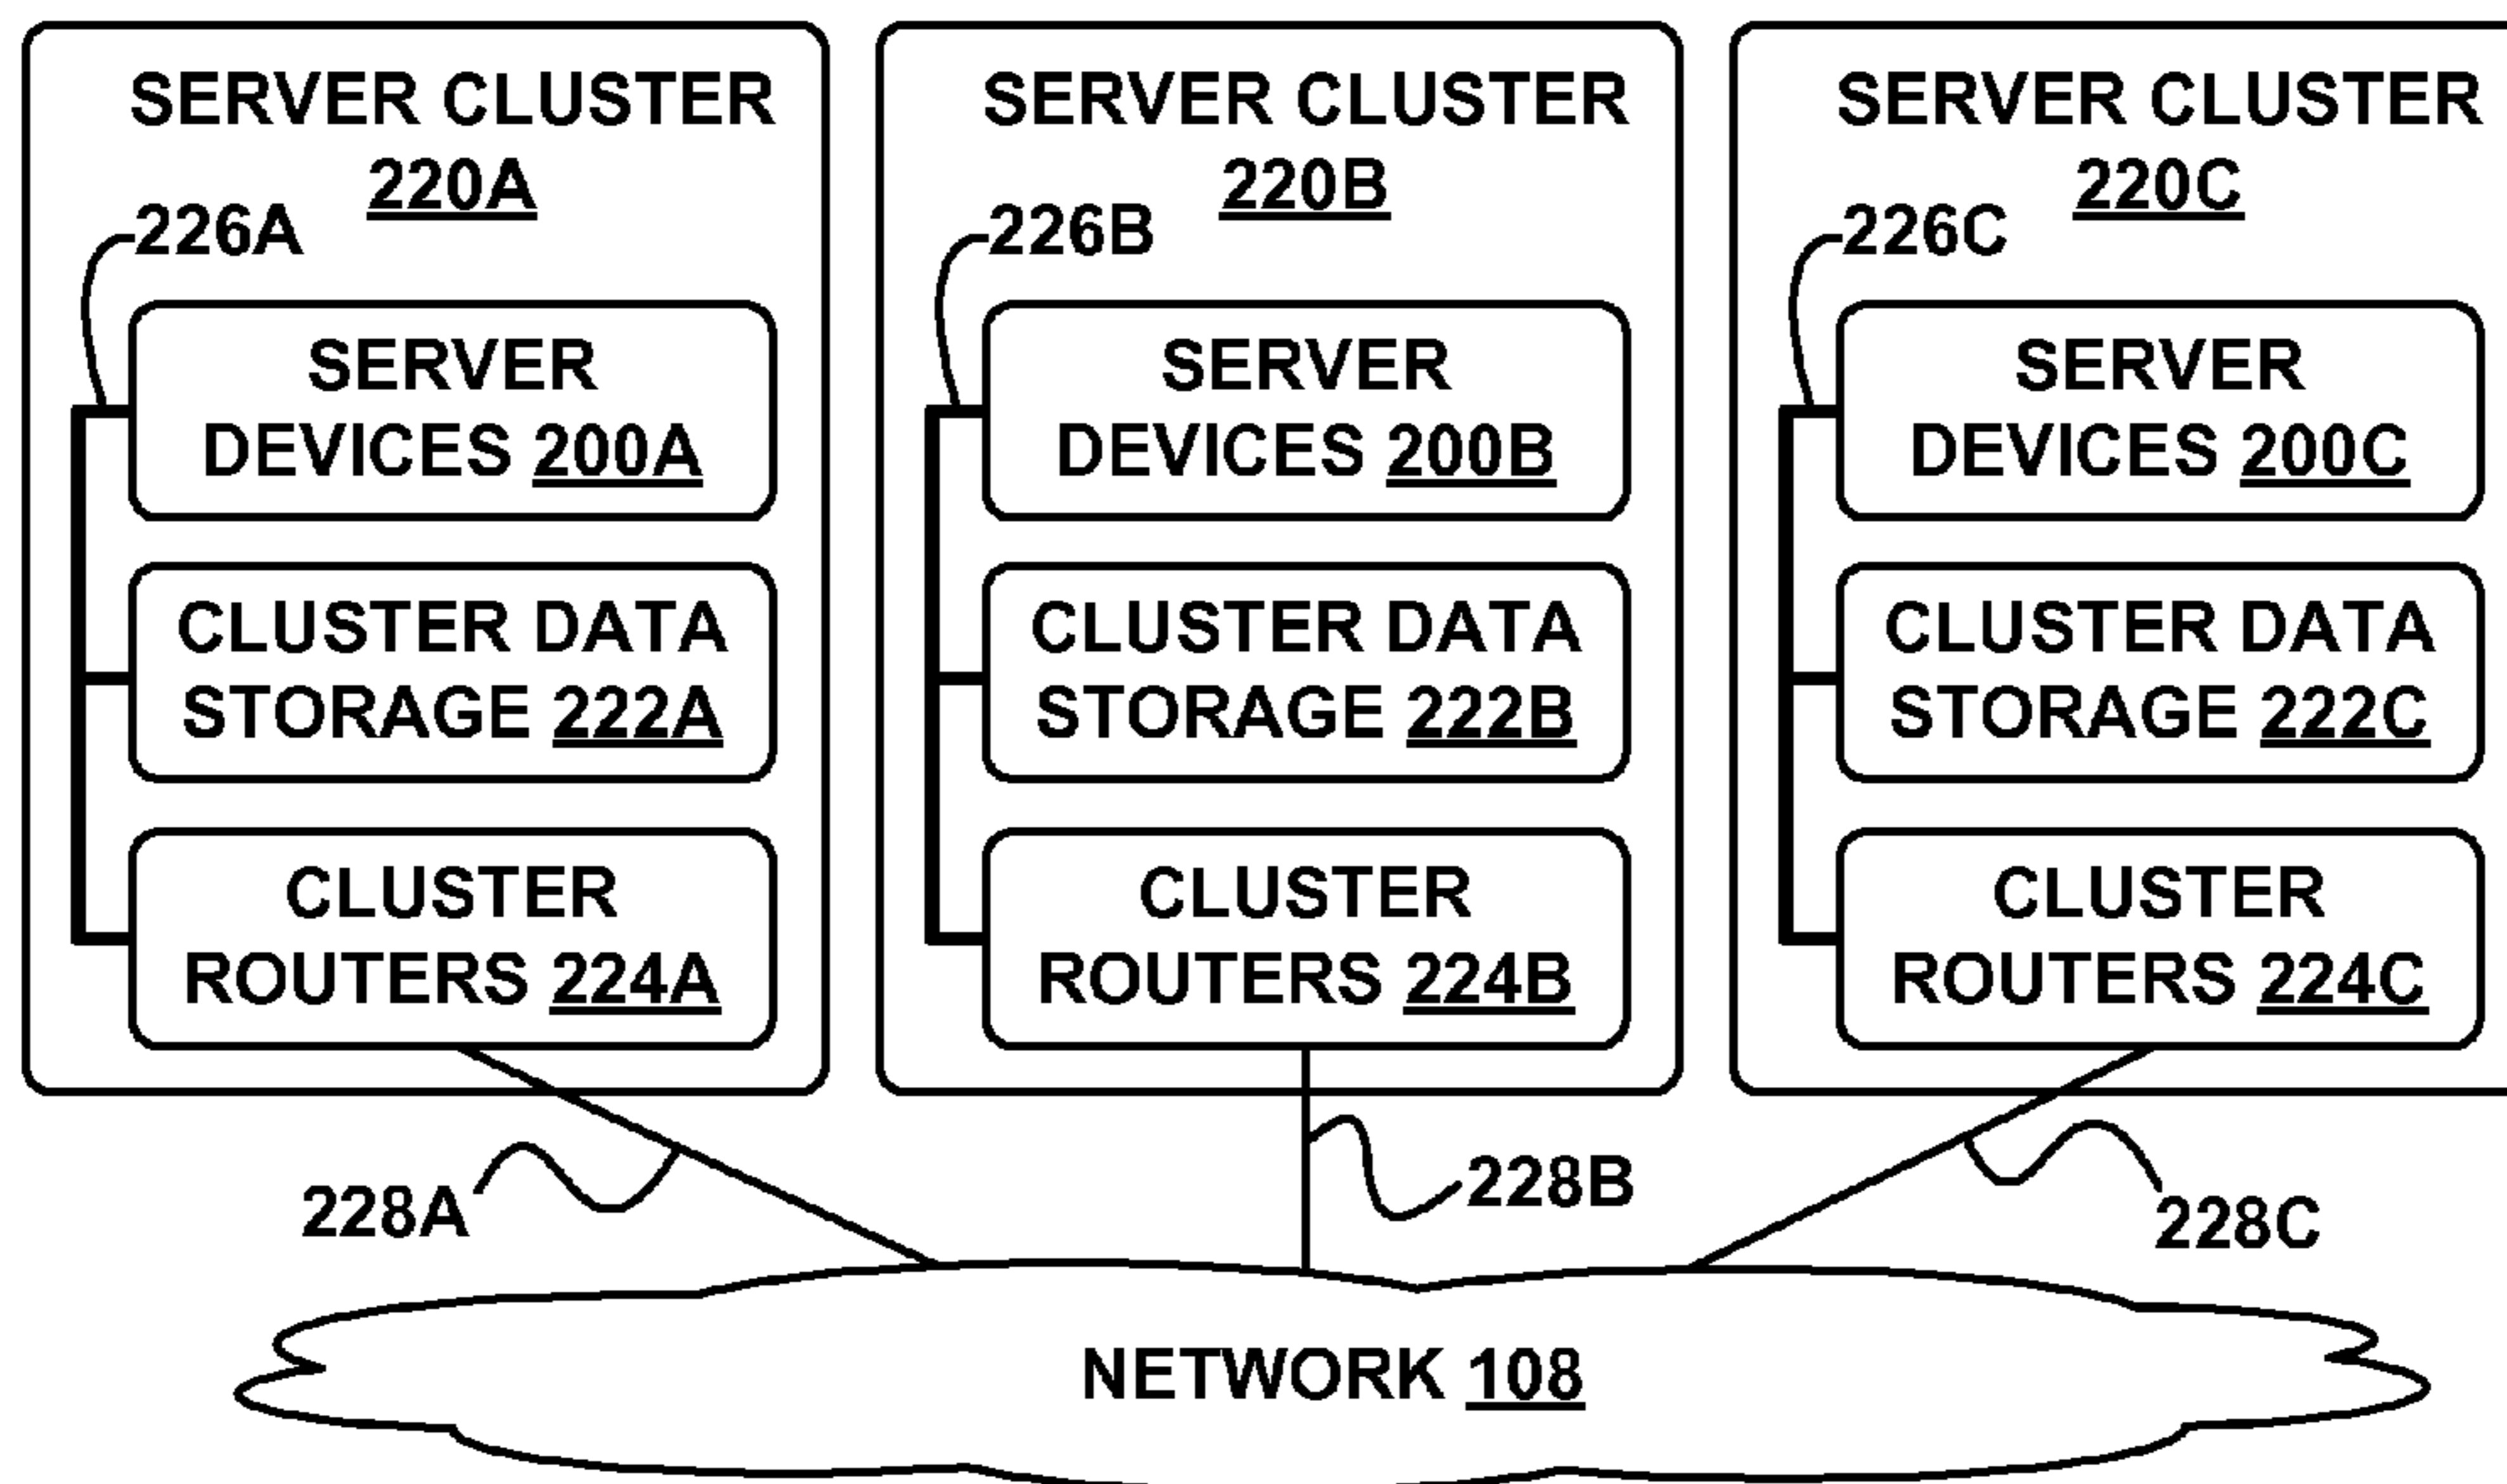 SERVER CLUSTER
220A
226A
SERVER
DEVICES 200A
CLUSTER DATA
STORAGE 222A
CLUSTER
ROUTERS 224A
SERVER CLUSTER
220B
226B
SERVER
DEVICES 200B
CLUSTER DATA
STORAGE 222B
CLUSTER
ROUTERS 224B
SERVER CLUSTER
220C
226C
SERVER
DEVICES 200C
CLUSTER DATA
STORAGE 222C
CLUSTER
ROUTERS 224C
228A
228B
228C
NETWORK 108